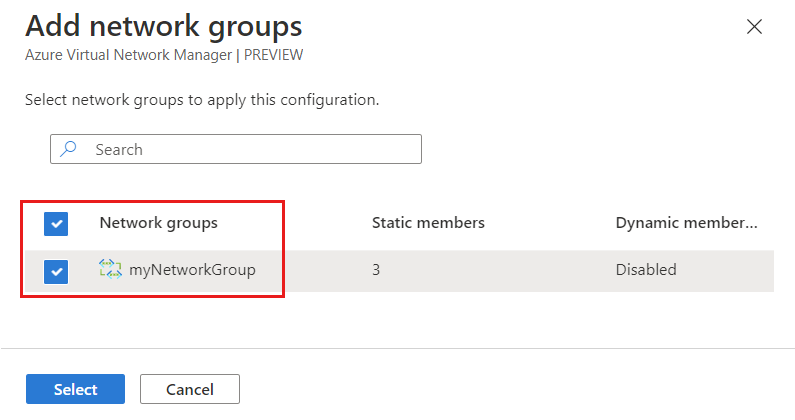 Add network groups
Azure Virtual Network Manager | PREVIEW
Select network groups to apply this configuration.
Search
Network groups Static members Dynamic member...
myNetworkGroup 3 Disabled
Select Cancel